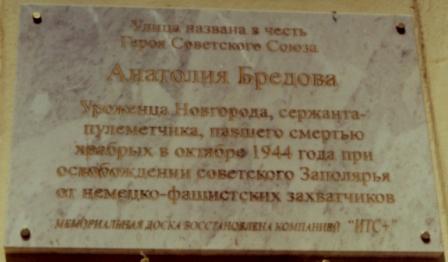 Улица названа в честь
Героя Советского Союза
Анатолия Бредова
Уроженца Новгорода, сержанта-
пулеметчика, павшего смертью
храбрых в октябре 1944 года при
освобождении советского Заполярья
от немецко-фашистских захватчиков
МЕМОРИАЛЬНАЯ ДОСКА ВОССТАНОВЛЕНА КОМПАНИЕЙ "ИТС+"